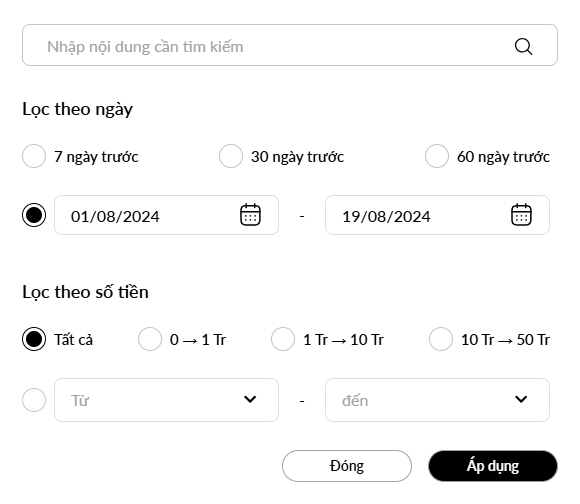 Nhập nội dung cần tìm kiếm
Lọc theo ngày
7 ngày trước 30 ngày trước 60 ngày trước
01/08/2024 - 19/08/2024
Lọc theo số tiền
Tất cả 0 → 1 Tr 1 Tr → 10 Tr 10 Tr → 50 Tr
Từ - đến
Đóng Áp dụng